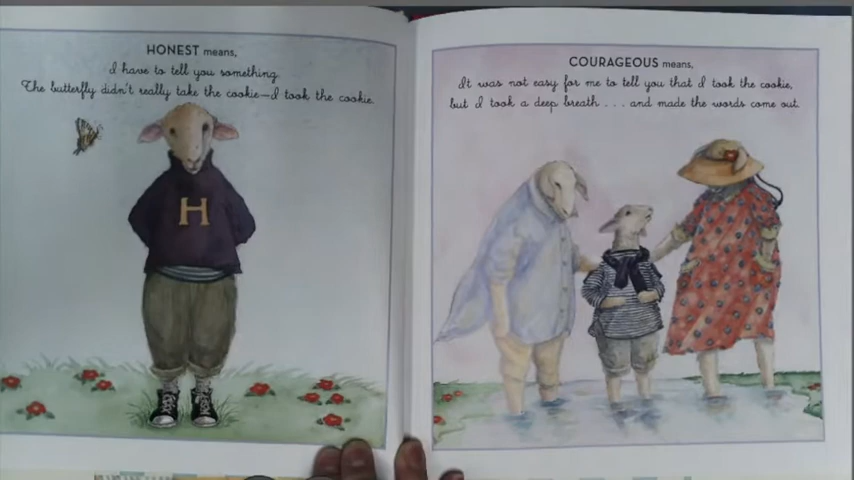 HONEST means,
I have to tell you something.
The butterfly didn't really take the cookie—I took the cookie.
H
COURAGEOUS means,
It was not easy for me to tell you that I took the cookie,
but I took a deep breath . . . and made the words come out.